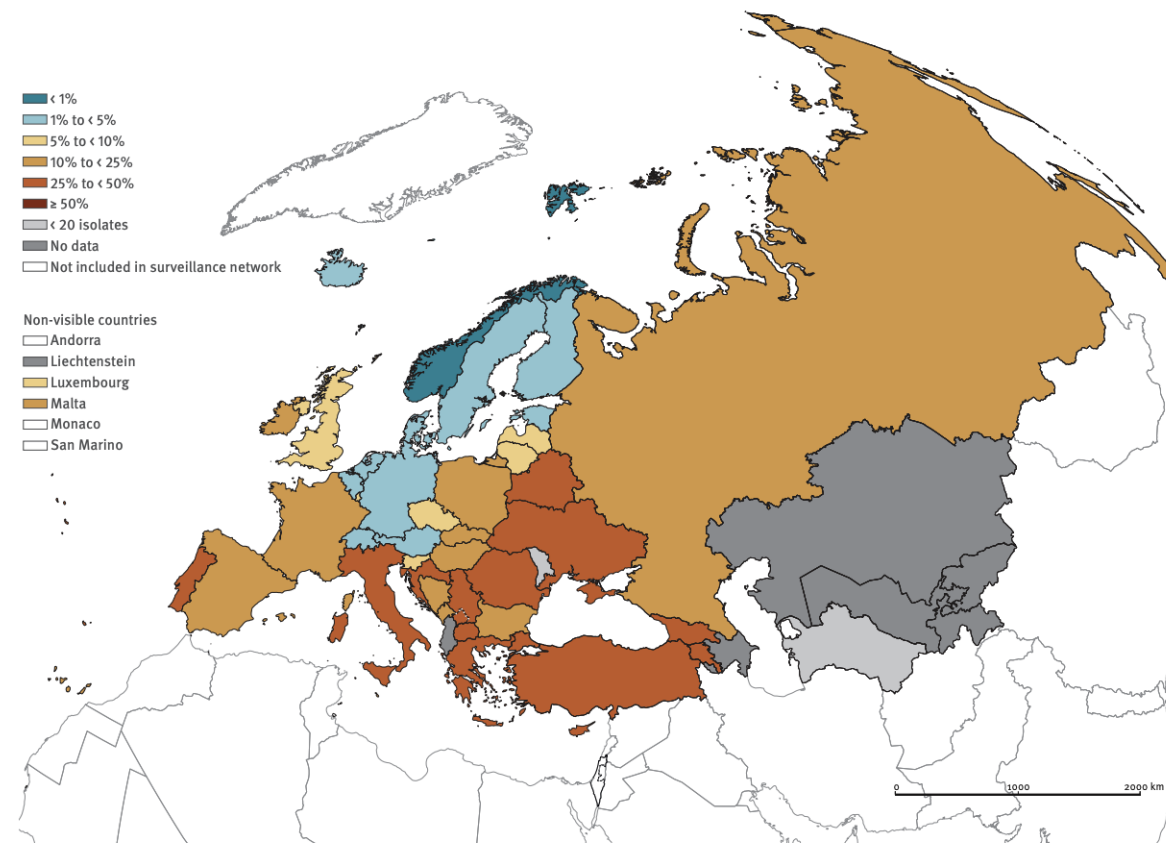 < 1%
1% to < 5%
5% to < 10%
10% to < 25%
25% to < 50%
≥ 50%
< 20 isolates
No data
Not included in surveillance network
Non-visible countries
Andorra
Liechtenstein
Luxembourg
Malta
Monaco
San Marino
0 1000 2000 km